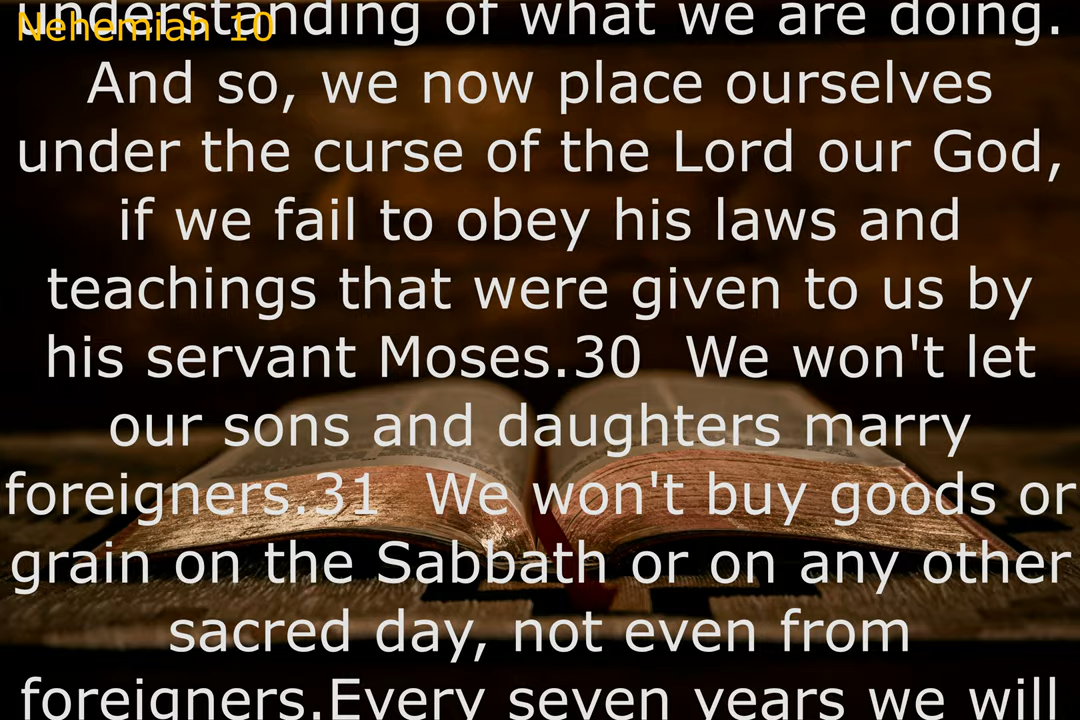 understanding of what we are doing.
Nehemiah 10
And so, we now place ourselves
under the curse of the Lord our God,
if we fail to obey his laws and
teachings that were given to us by
his servant Moses.30  We won't let
our sons and daughters marry
foreigners.31  We won't buy goods or
grain on the Sabbath or on any other
sacred day, not even from
foreigners.Every seven years we will